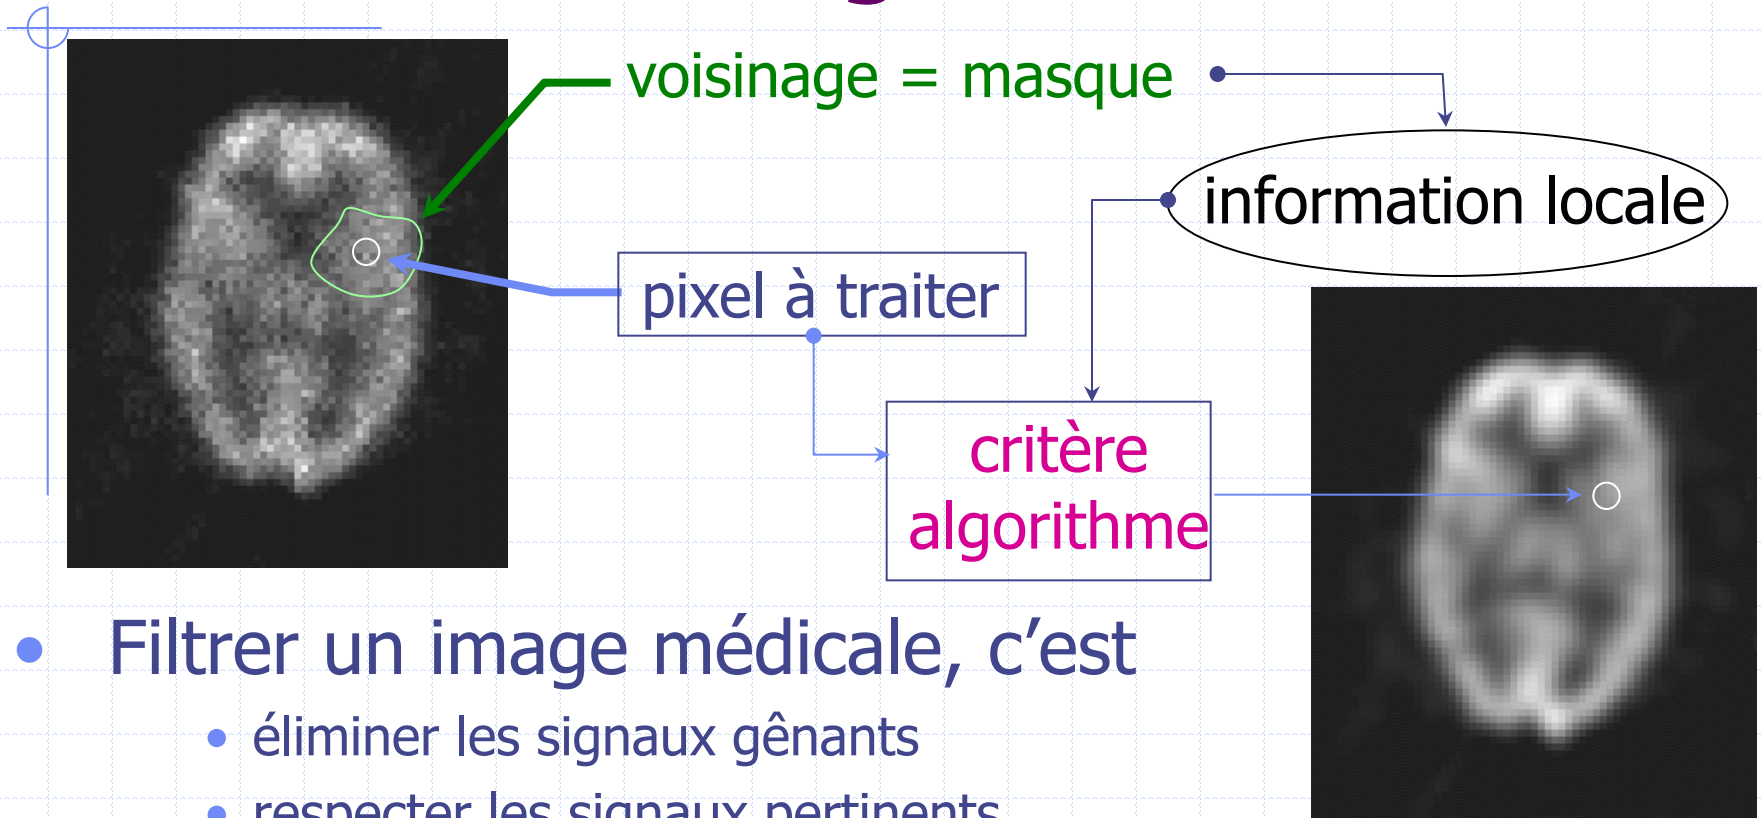 voisinage = masque
information locale
pixel à traiter
critère
algorithme
Filtrer un image médicale, c’est
éliminer les signaux gênants
respecter les signaux pertinents